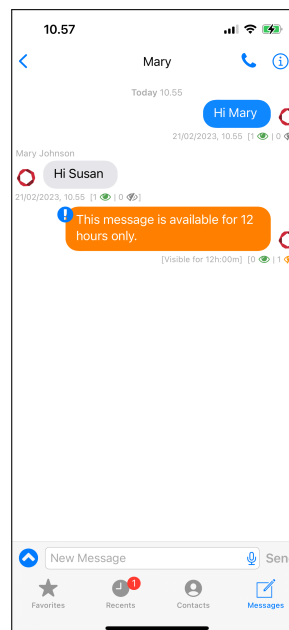 10.57
Mary
Today 10.55
Hi Mary
21/02/2023, 10.55 [1 | 0
Mary Johnson
Hi Susan
21/02/2023, 10.55 [1 | 0 ]
This message is available for 12
hours only.
[Visible for 12h:00m] [0 | 1
New Message
Sen
Favorites
1
Recents
Contacts
Messages